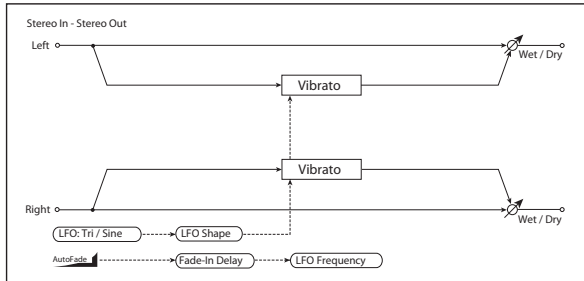 Stereo In - Stereo Out
Left
Wet / Dry
Vibrato
Vibrato
Right
Wet / Dry
LFO: Tri / Sine
LFO Shape
AutoFade
Fade-In Delay
LFO Frequency